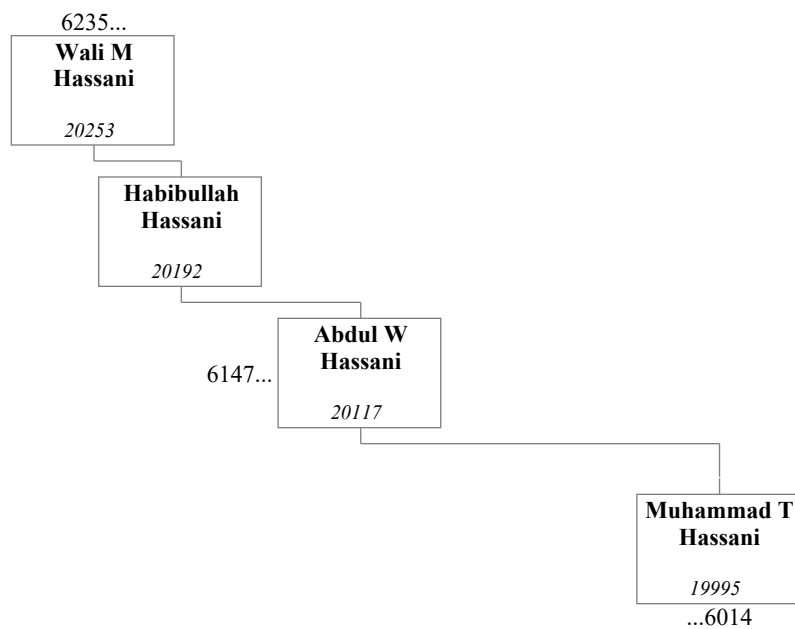 6235...
Wali M
Hassani
20253
Habibullah
Hassani
20192
Abdul W
Hassani
6147...
20117
Muhammad T
Hassani
19995
...6014